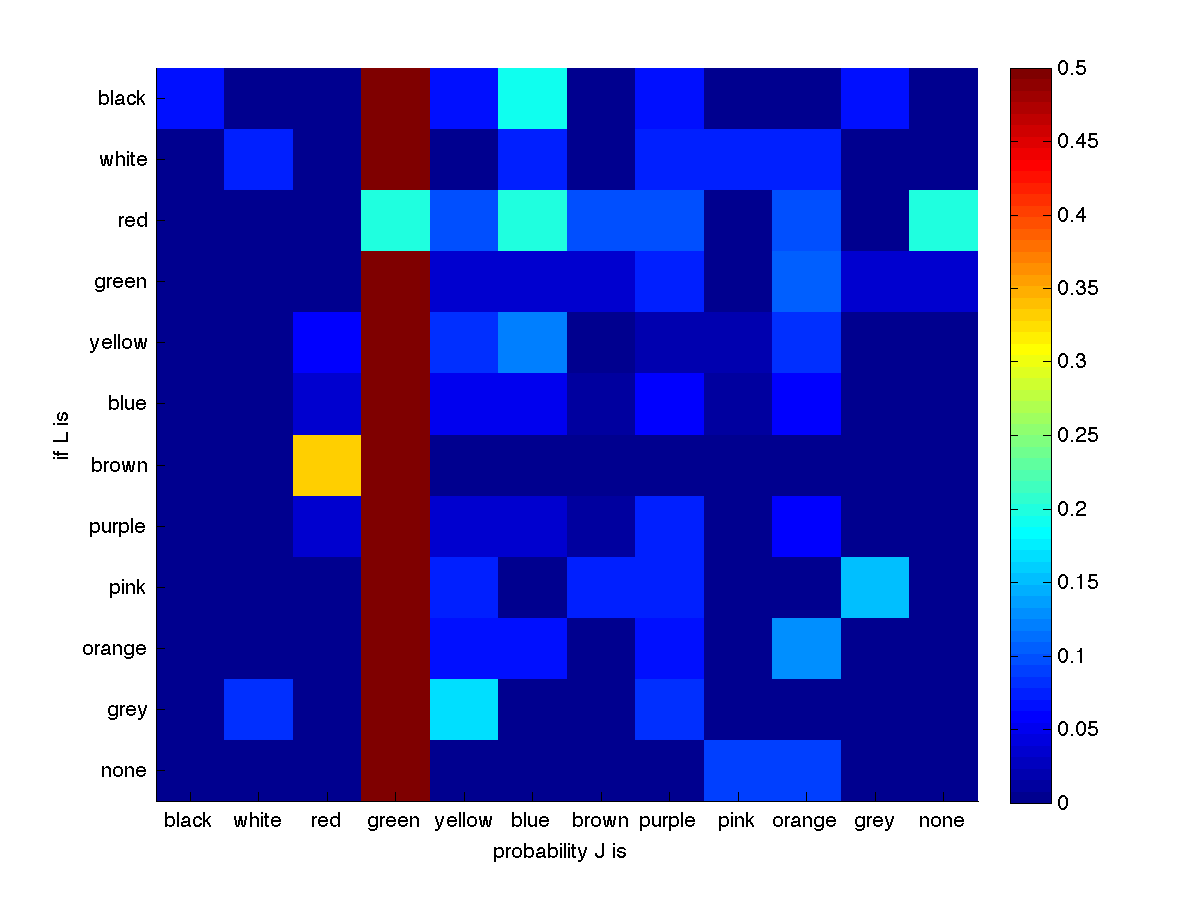 black
white
red
green
yellow
blue
brown
purple
pink
orange
grey
none
if L is
black white red green yellow blue brown purple pink orange grey none
probability J is
0.5
0.45
0.4
0.35
0.3
0.25
0.2
0.15
0.1
0.05
0